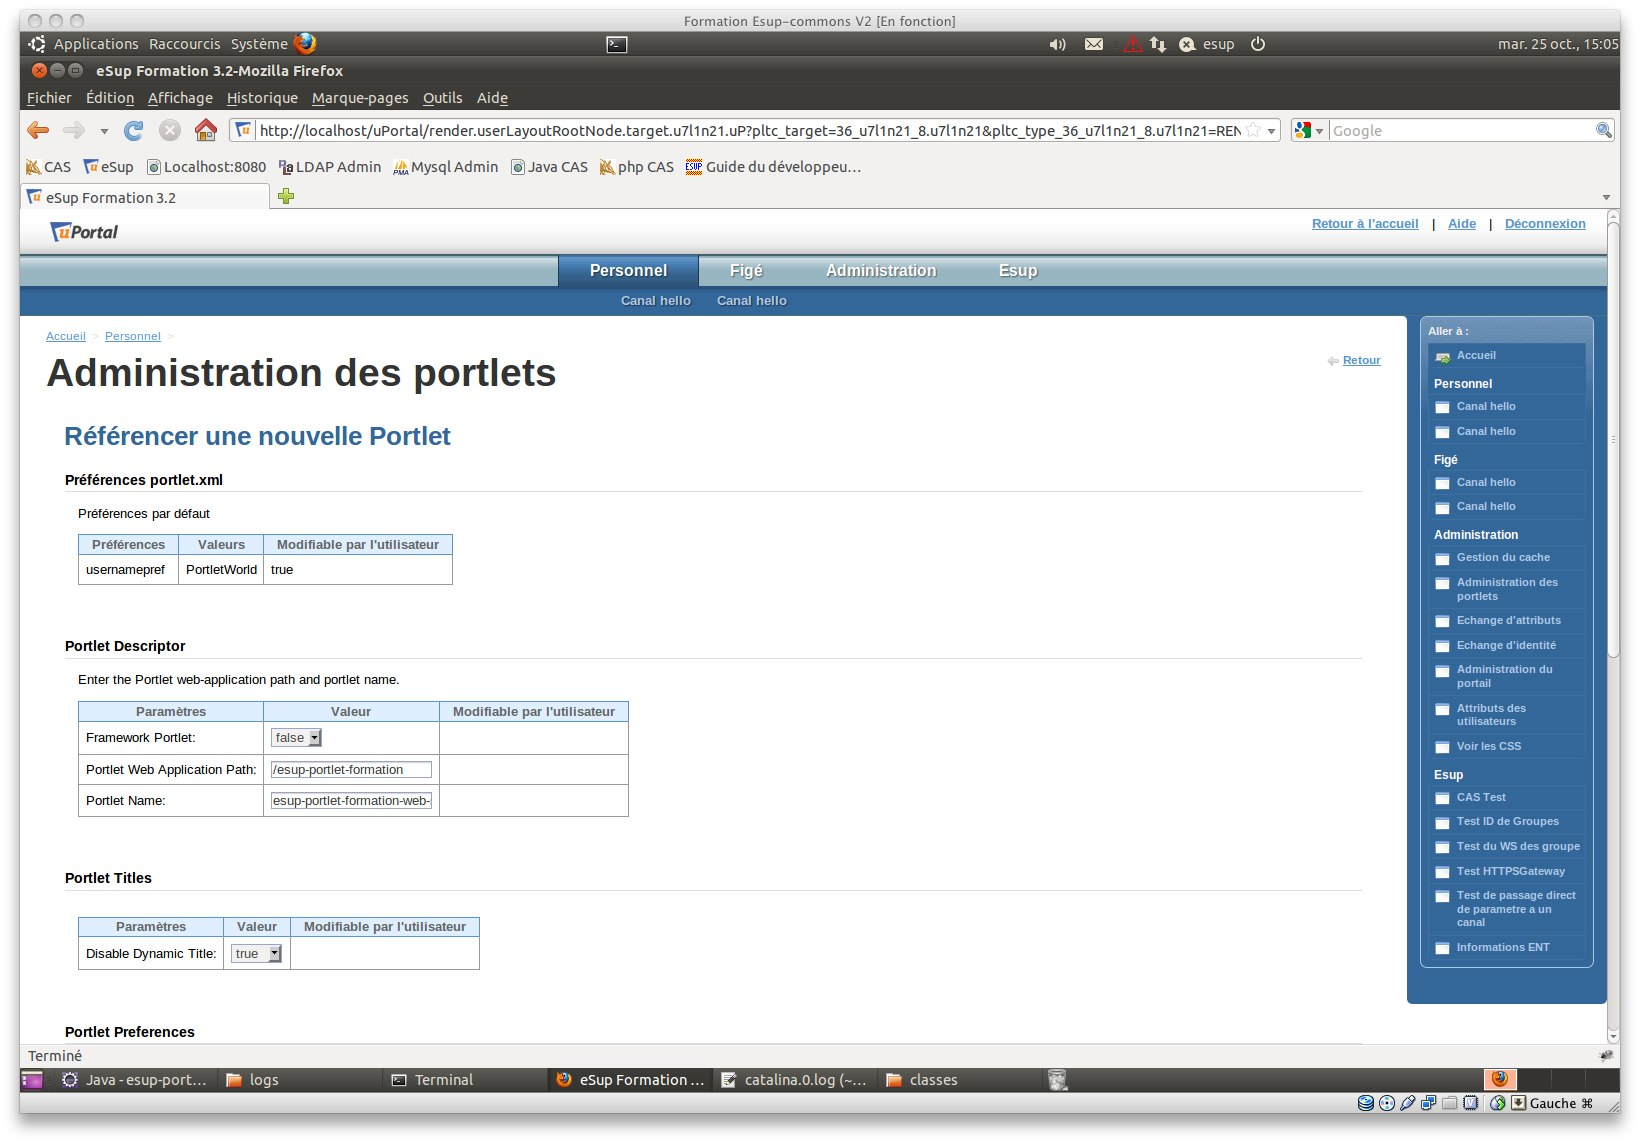 Formation Esup-commons V2 [En fonction]
Applications Raccourcis Système
esup
mar. 25 oct., 15:05
eSup Formation 3.2-Mozilla Firefox
Fichier Édition Affichage Historique Marque-pages Outils Aide
http://localhost/uPortal/render.userLayoutRootNode.target.u7l1n21.uP?pltc_target=36_u7l1n21_8.u7l1n21&pltc_type_36_u7l1n21_8.u7l1n21=REN
Google
CAS eSup Localhost:8080 LDAP Admin Mysql Admin Java CAS php CAS Guide du développeu...
eSup Formation 3.2
uPortal
Retour à l'accueil | Aide | Déconnexion
Personnel Figé Administration Esup
Canal hello Canal hello
Accueil > Personnel >
Administration des portlets
Retour
Référencer une nouvelle Portlet
Préférences portlet.xml
Préférences par défaut
Préférences Valeurs Modifiable par l'utilisateur
usernamepref PortletWorld true
Portlet Descriptor
Enter the Portlet web-application path and portlet name.
Paramètres Valeur Modifiable par l'utilisateur
Framework Portlet: false
Portlet Web Application Path: /esup-portlet-formation
Portlet Name: esup-portlet-formation-web-
Portlet Titles
Paramètres Valeur Modifiable par l'utilisateur
Disable Dynamic Title: true
Portlet Preferences
Aller à :
Accueil
Personnel
Canal hello
Canal hello
Figé
Canal hello
Canal hello
Administration
Gestion du cache
Administration des
portlets
Echange d'attributs
Echange d'identité
Administration du
portail
Attributs des
utilisateurs
Voir les CSS
Esup
CAS Test
Test ID de Groupes
Test du WS des groupe
Test HTTPSGateway
Test de passage direct
de parametre a un
canal
Informations ENT
Terminé
Java - esup-port... logs Terminal eSup Formation ... catalina.0.log (~... classes
Gauche ⌘